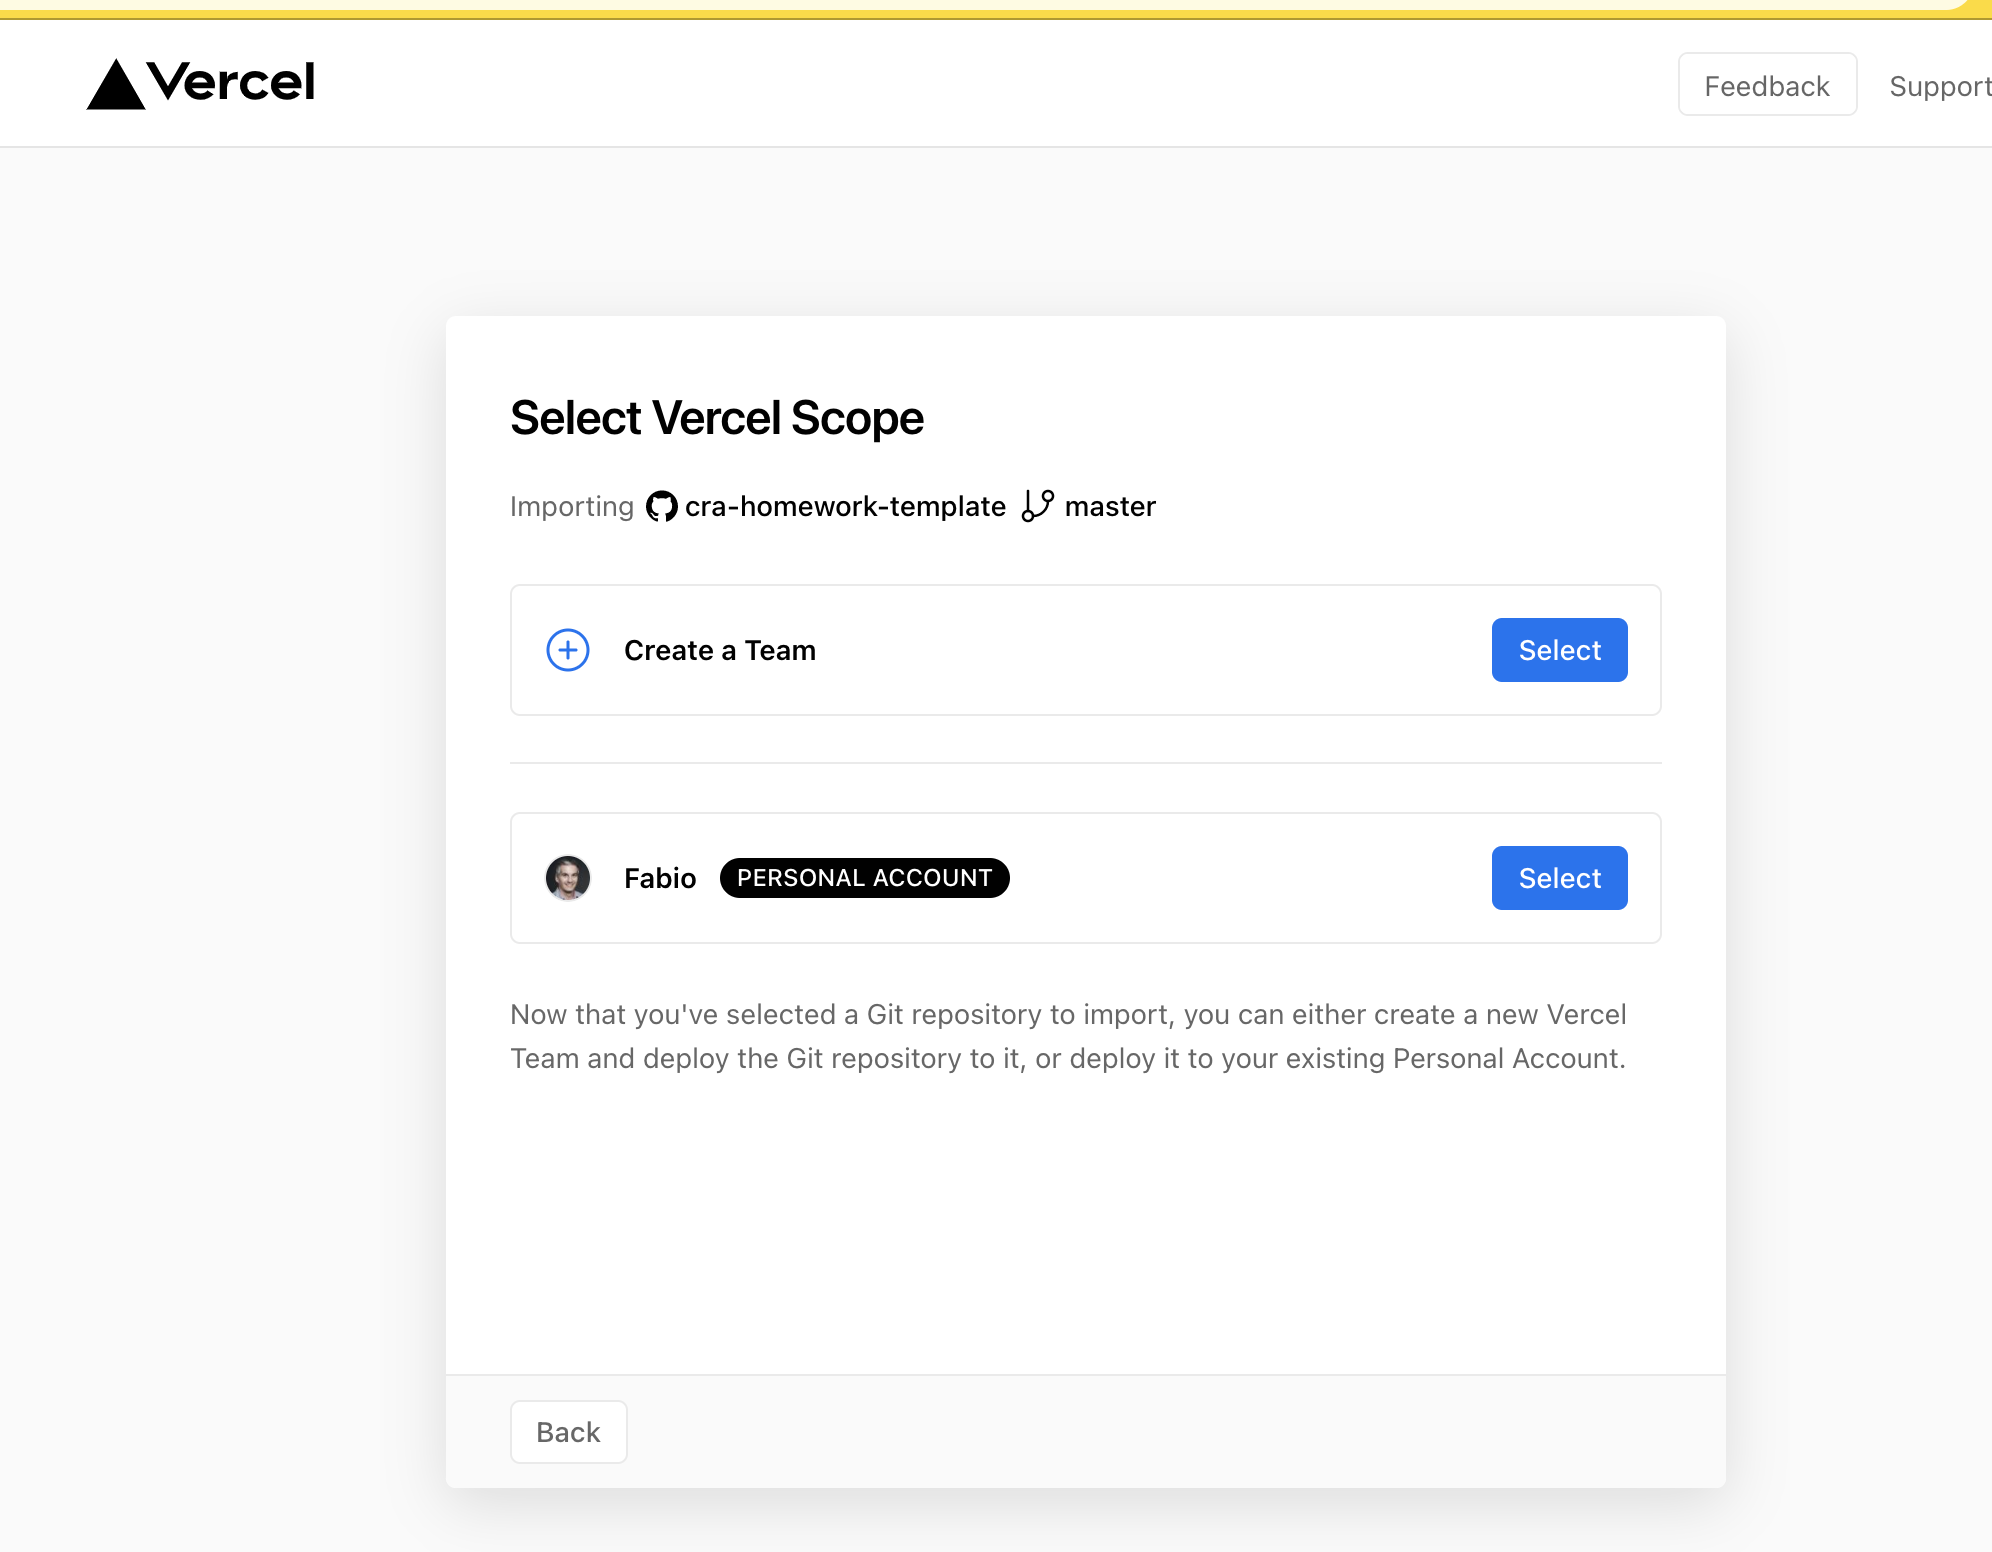 Vercel
Feedback
Support
Select Vercel Scope
Importing cra-homework-template master
Create a Team
Select
Fabio PERSONAL ACCOUNT
Select
Now that you've selected a Git repository to import, you can either create a new Vercel
Team and deploy the Git repository to it, or deploy it to your existing Personal Account.
Back